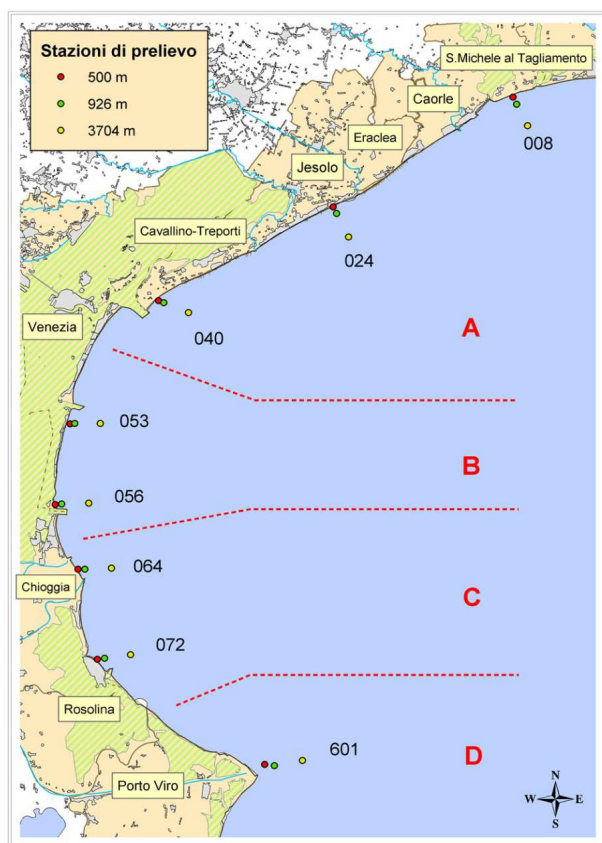 Stazioni di prelievo
500 m
926 m
3704 m
S.Michele al Tagliamento
Caorle
Eraclea
Jesolo
008
024
Cavallino-Treporti
Venezia
040
A
053
B
056
064
Chioggia
C
072
Rosolina
601
D
Porto Viro
N
W
E
S